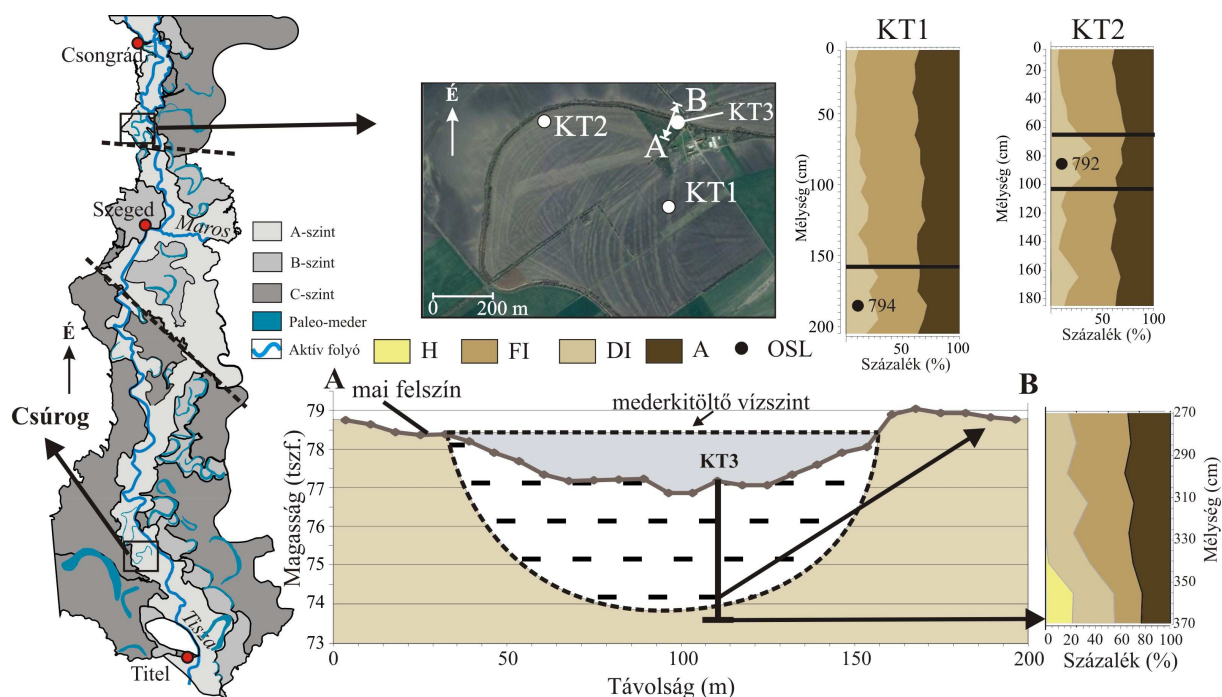 Csongrád
Szeged
Maros
A-szint
B-szint
C-szint
Paleo-meder
Aktív folyó
É
Csúrog
Tisza
Titel
É
KT2
B
KT3
A
KT1
0 200 m
KT1
0
50
100
150
200
Mélység (cm)
794
50 100
Százalék (%)
KT2
0
20
40
60
80
100
120
140
160
180
Mélység (cm)
792
50 100
Százalék (%)
H FI DI A OSL
A
B
mai felszín
mederkitöltő vízszint
KT3
Magasság (tszf.)
79
78
77
76
75
74
73
0 50 100 150 200
Távolság (m)
270
290
310
330
350
370
Mélység (cm)
0 20 40 60 80 100
Százalék (%)